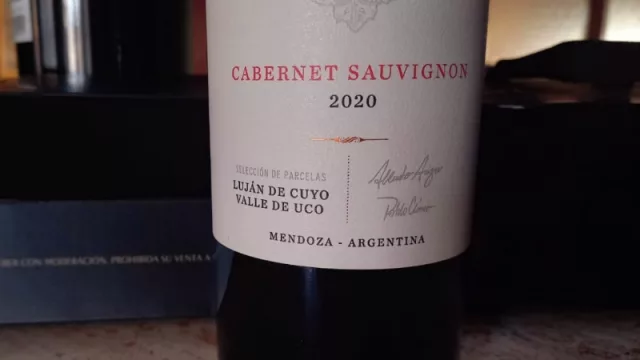 CABERNET SAUVIGNON
2020
SELECCIÓN DE PARCELAS
LUJÁN DE CUYO
VALLE DE UCO
MENDOZA - ARGENTINA
CON MODERACIÓN. PROHIBIDA SU VENTA A